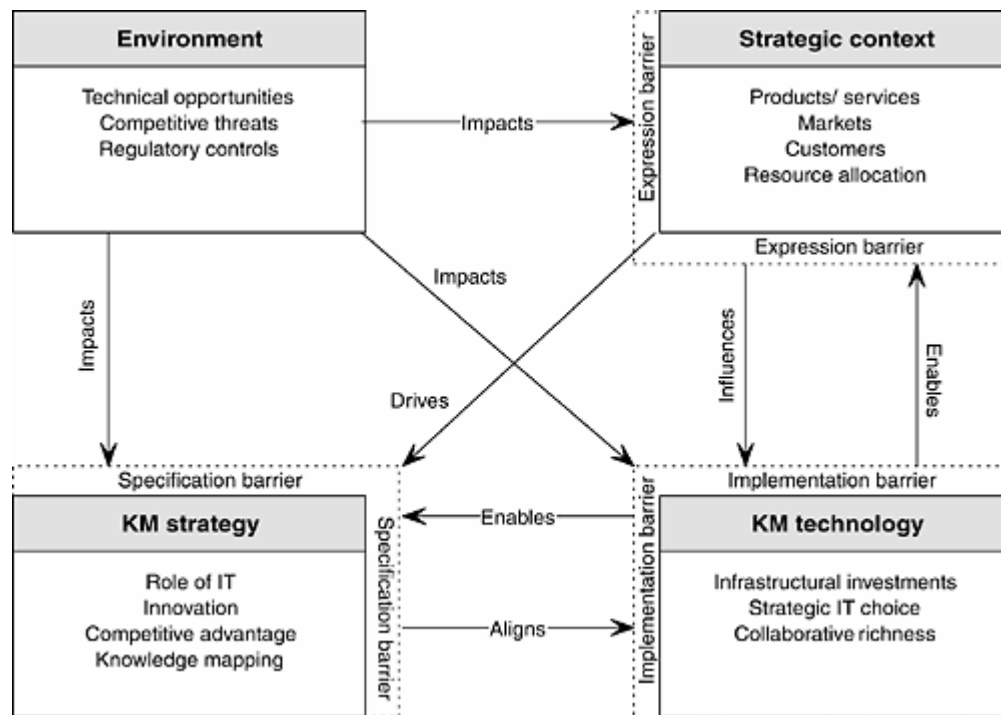 Environment
Technical opportunities
Competitive threats
Regulatory controls
Impacts
Expression barrier
Strategic context
Products/ services
Markets
Customers
Resource allocation
Expression barrier
Impacts
Impacts
Drives
Influences
Enables
Specification barrier
KM strategy
Role of IT
Innovation
Competitive advantage
Knowledge mapping
Specification barrier
Enables
Aligns
Implementation barrier
Implementation barrier
KM technology
Infrastructural investments
Strategic IT choice
Collaborative richness